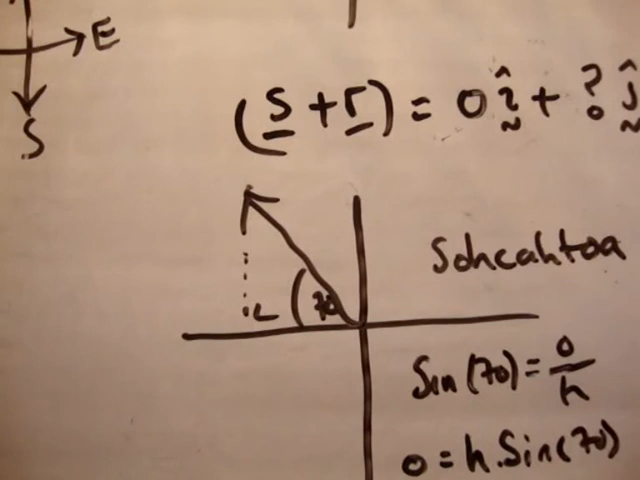 E
S
(s + r) = 0 î + ? ĵ
Sohcahtoa
70
Sin(70) = o/h
o = h.Sin(70)